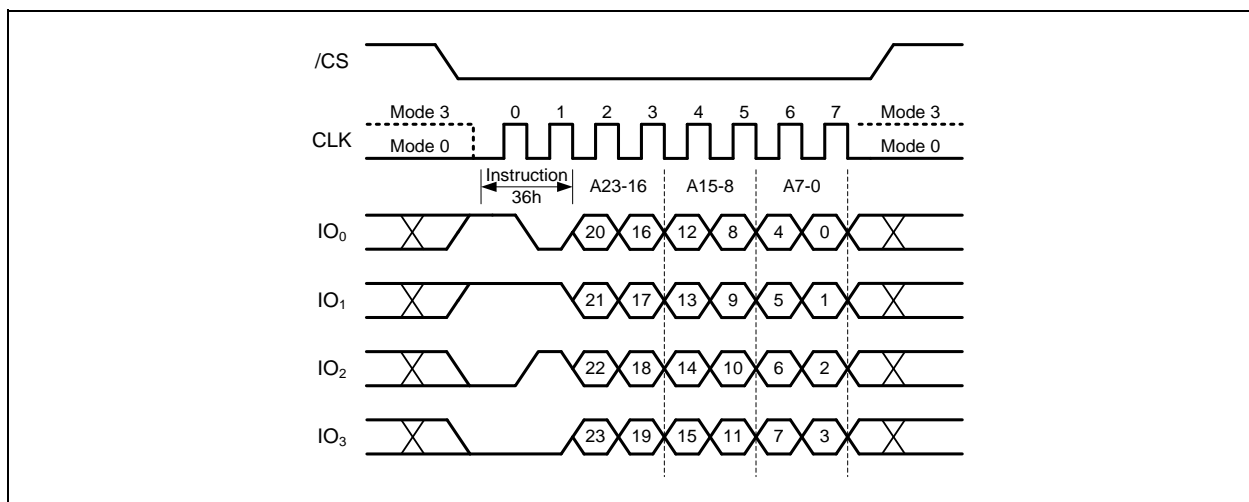 /CS
Mode 3 0 1 2 3 4 5 6 7 Mode 3
CLK
Mode 0 Mode 0
Instruction A23-16 A15-8 A7-0
36h
IO0 20 16 12 8 4 0
IO1 21 17 13 9 5 1
IO2 22 18 14 10 6 2
IO3 23 19 15 11 7 3